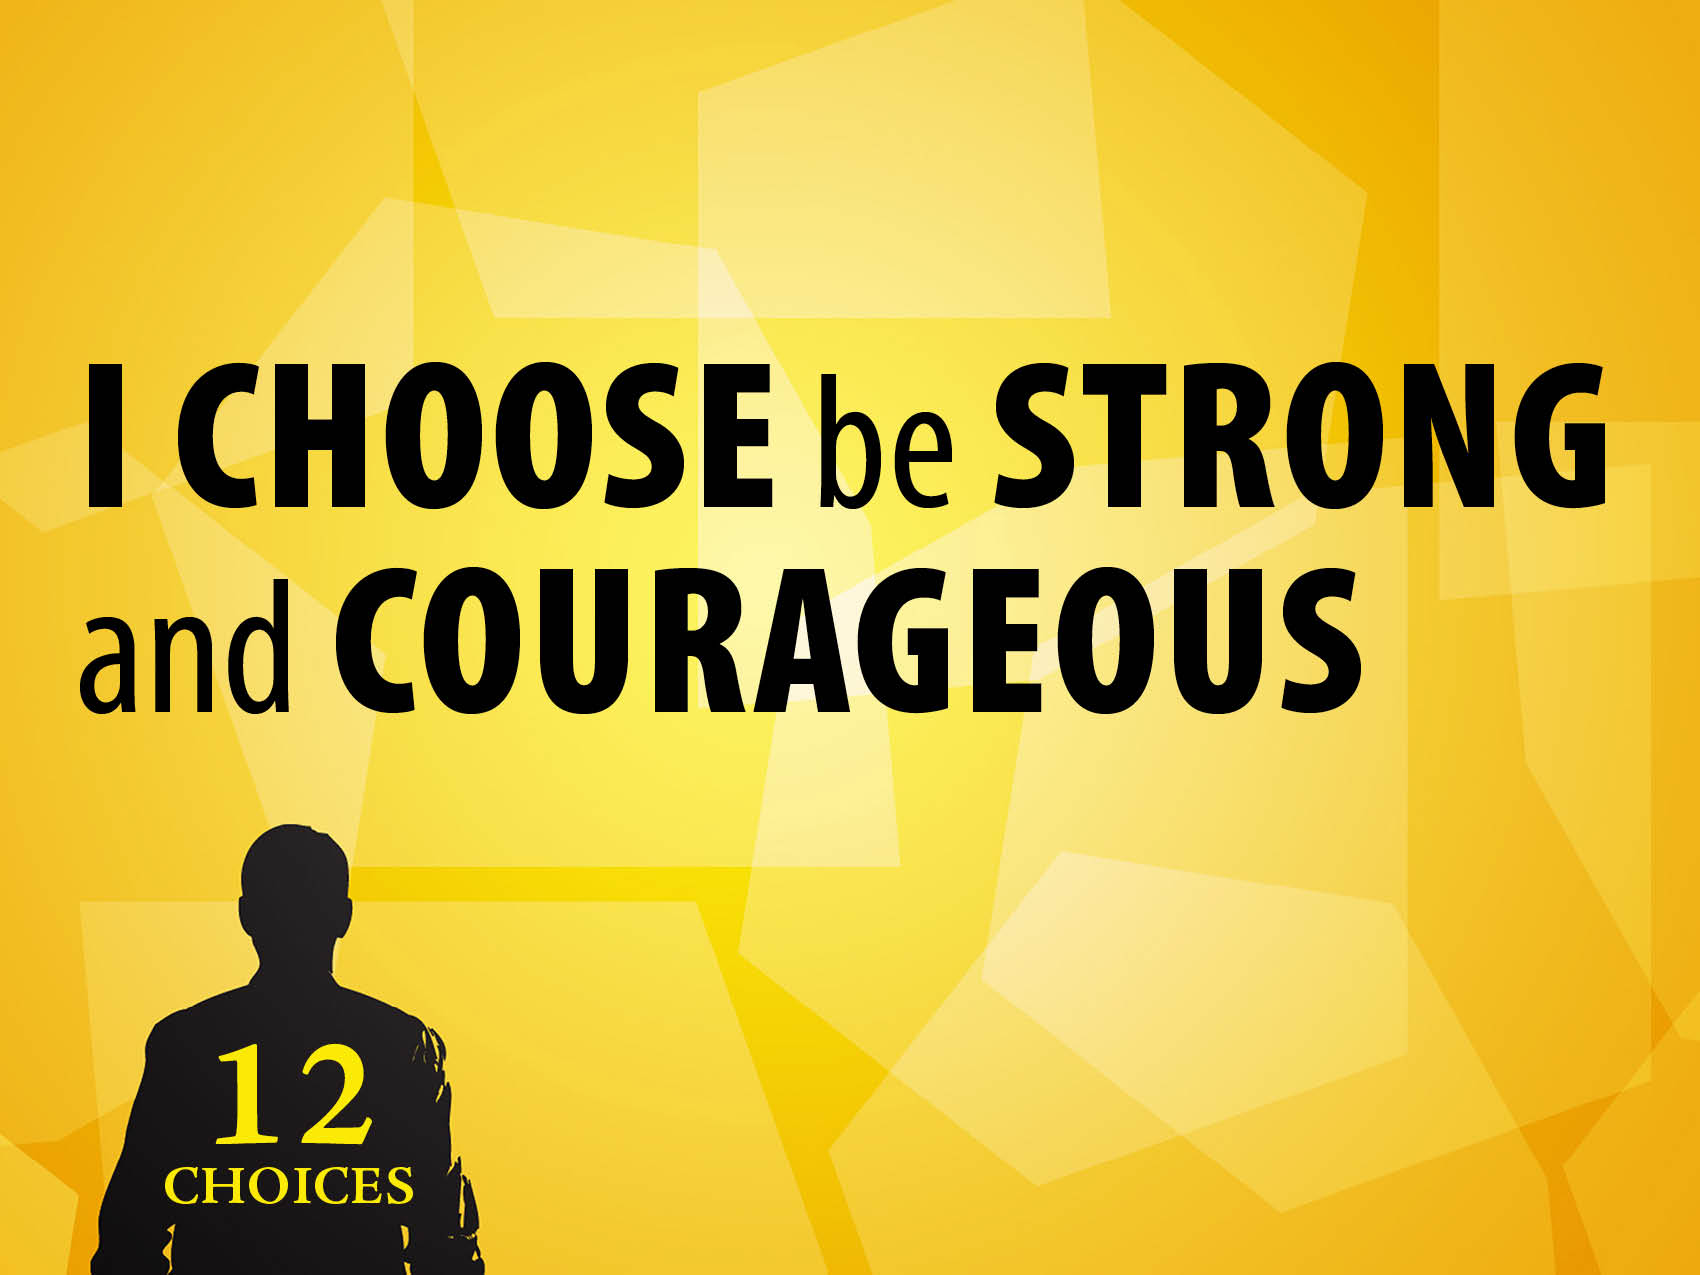 I CHOOSE be STRONG
and COURAGEOUS
12
CHOICES